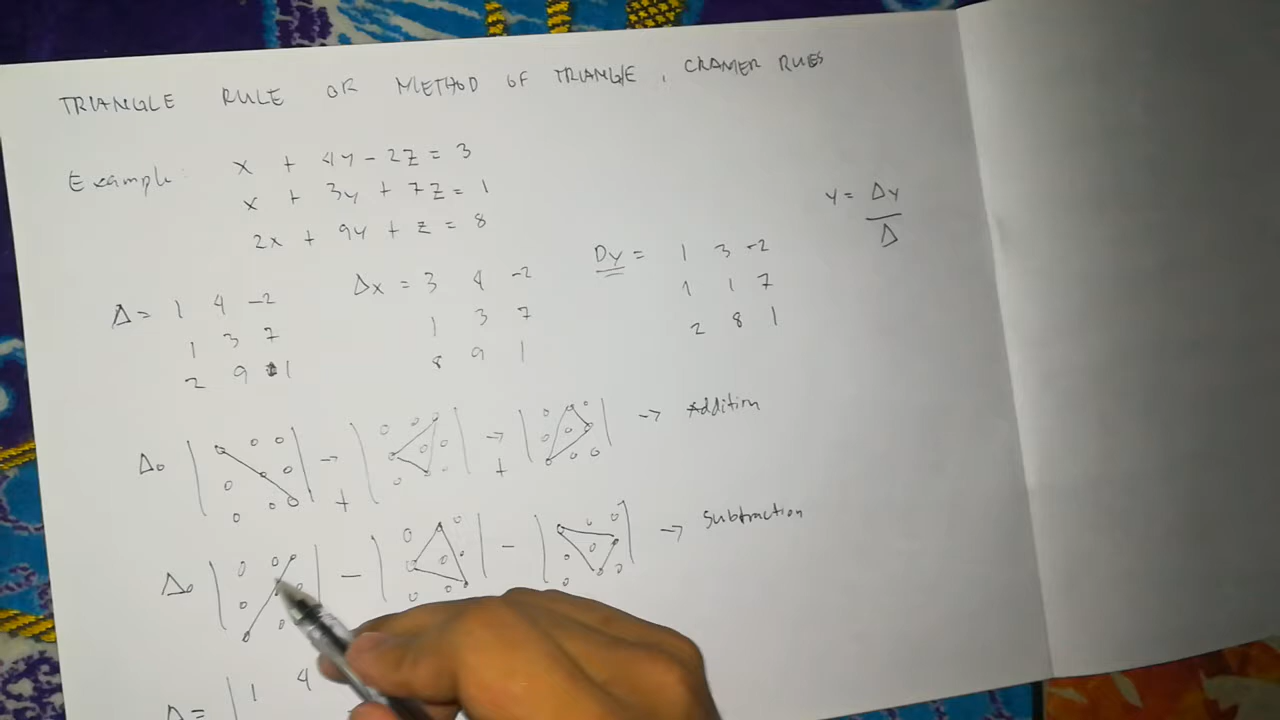 TRIANGLE RULE OR METHOD OF TRIANGLE, CRAMER RULES
Example: x + 4y - 2z = 3
x + 3y + 7z = 1
2x + 9y + z = 8
y = Δy / Δ
Δ = 1 4 -2
1 3 7
2 9 1
Δx = 3 4 -2
1 3 7
8 9 1
Dy = 1 3 -2
1 1 7
2 8 1
Δ0 | | → + | | → + | | → Addition
Δ0 | | - | | - | | → Subtraction
Δ = | 1 4